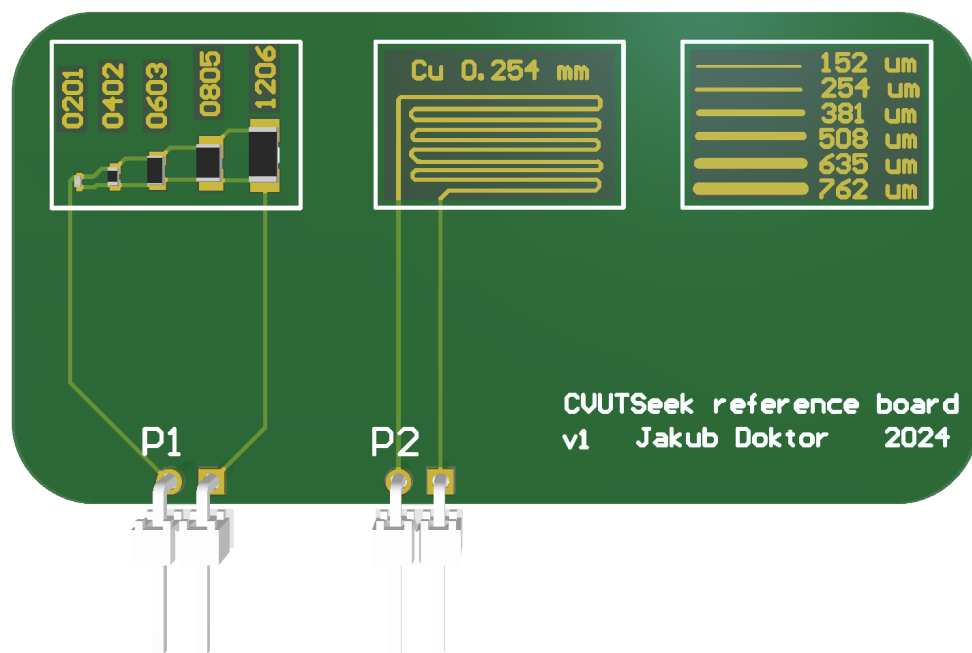 0201
0402
0603
0805
1206
Cu 0.254 mm
152 um
254 um
381 um
508 um
635 um
762 um
CVUTSeek reference board
v1 Jakub Doktor 2024
P1
P2